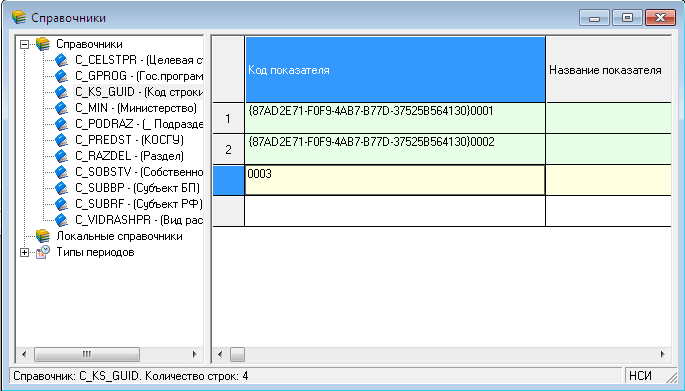 Справочники
Справочники
C_CELSTPR - (Целевая ст
C_GPROG - (Гос.програм
C_KS_GUID - (Код строки
C_MIN - (Министерство)
C_PODRAZ - (_ Подразде
C_PREDST - (КОСГУ)
C_RAZDEL - (Раздел)
C_SOBSTV - (Собственно
C_SUBBP - (Субъект БП)
C_SUBRF - (Субъект РФ)
C_VIDRASHPR - (Вид рас
Локальные справочники
Типы периодов
Код показателя
Название показателя
1
{87AD2E71-F0F9-4AB7-B77D-37525B564130}0001
2
{87AD2E71-F0F9-4AB7-B77D-37525B564130}0002
0003
Справочник: C_KS_GUID. Количество строк: 4
НСИ